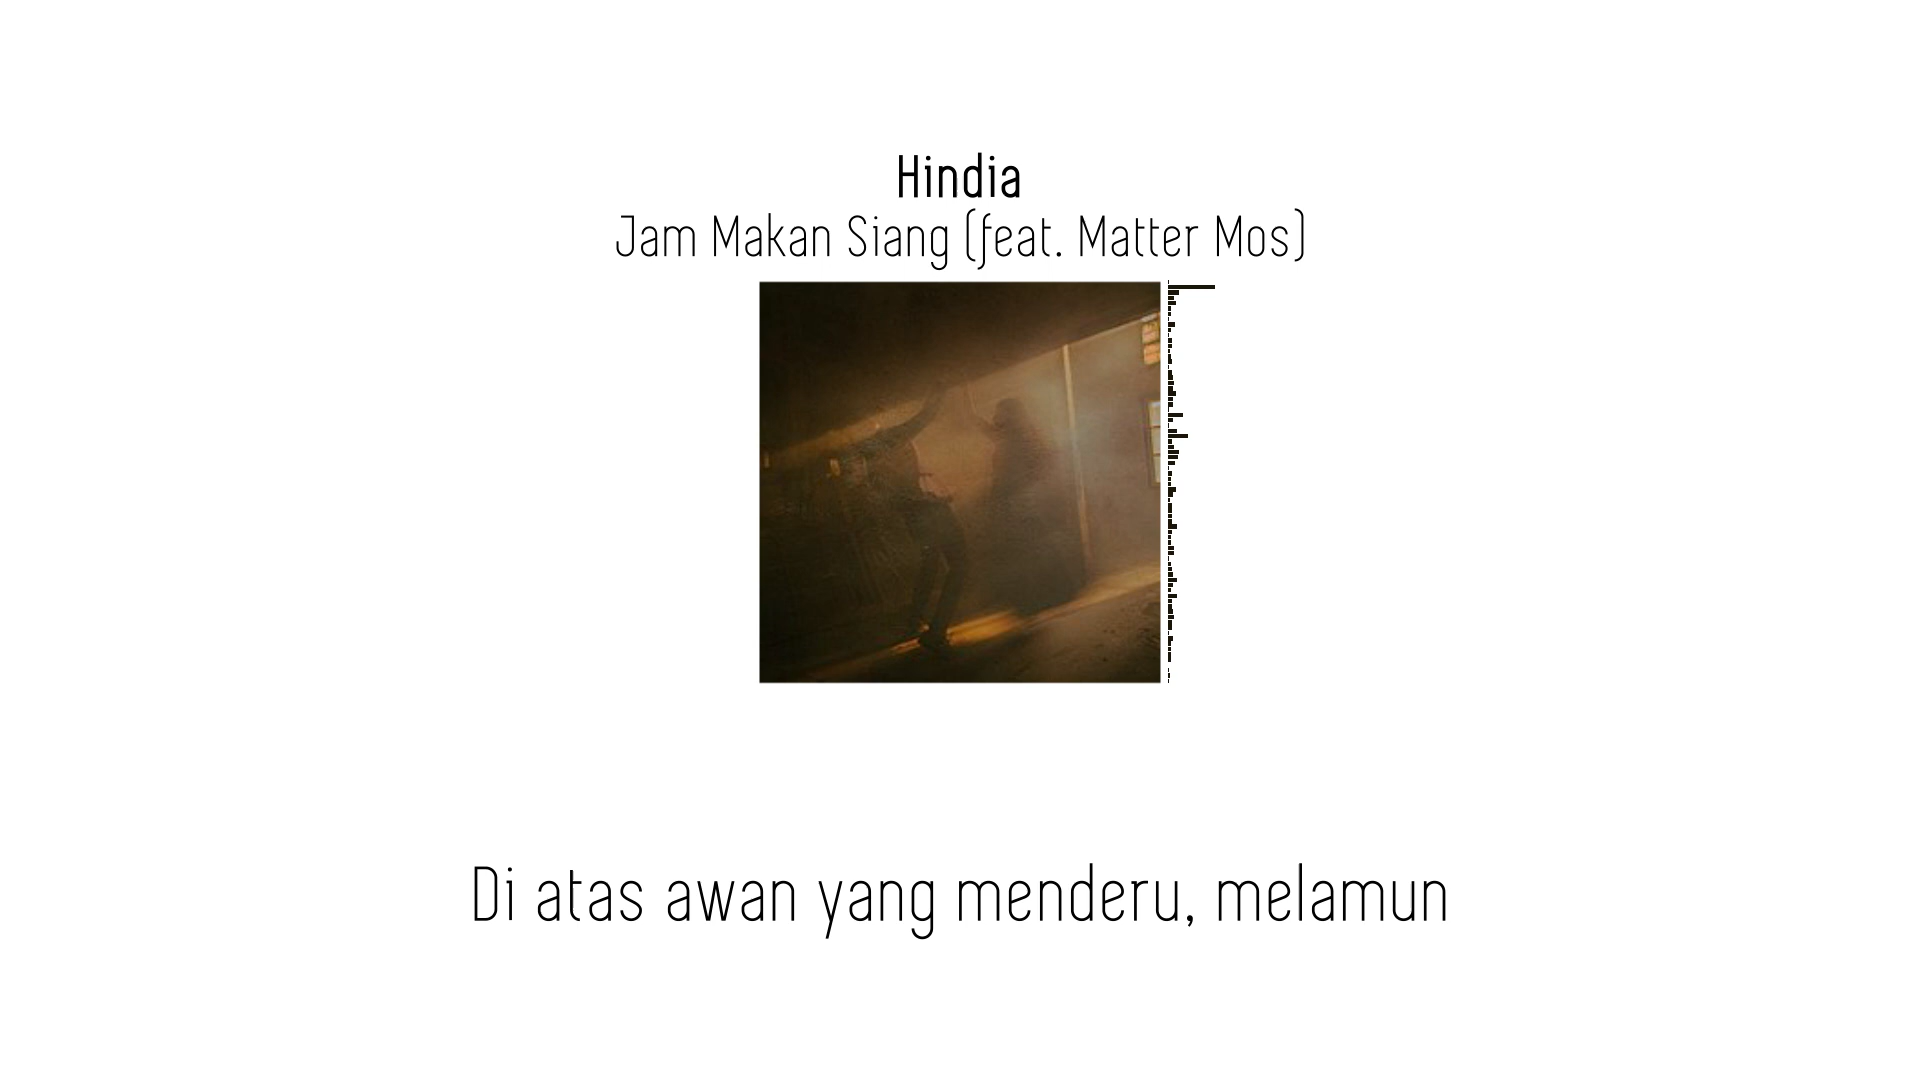 Hindia
Jam Makan Siang (feat. Matter Mos)
Di atas awan yang menderu, melamun